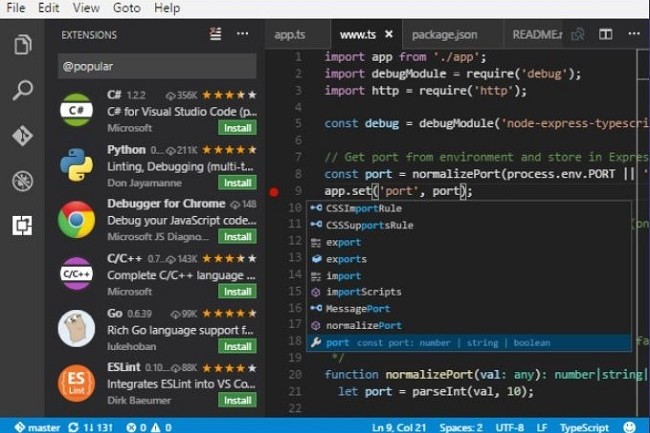 File Edit View Goto Help
EXTENSIONS
@popular
C# 1.2.2 356K
C# for Visual Studio Code (p...
Microsoft Install
Python 0.... 211K
Linting, Debugging (multi-t...
Don Jayamanne Install
Debugger for Chrome 148
Debug your JavaScript code...
Microsoft JS Diagno... Install
C/C++ 0.7... 143K
Complete C/C++ language ...
Microsoft Install
Go 0.6.39 99K
Rich Go language support f...
lukehoban Install
ESLint 0.10... 88K
Integrates ESLint into VS Co...
Dirk Baeumer Install
C#
C/C++
ES
Lint
app.ts www.ts package.json README.r
1 import app from './app';
2 import debugModule = require('debug');
3 import http = require('http');
4
5 const debug = debugModule('node-express-typescri
6
7 // Get port from environment and store in Expres
8 const port = normalizePort(process.env.PORT || '
9 app.set('port', port);
10
11
12
13
14
15
16
17
18
19 */
20 function normalizePort(val: any): number|string|
21 let port = parseInt(val, 10);
22
CSSImportRule
CSSSupportsRule
export
exports
import
importScripts
MessagePort
normalizePort
port const port: number | string | boolean
master 1↓ 13↑ 0 0 Ln 9, Col 21 Spaces: 2 UTF-8 LF TypeScript